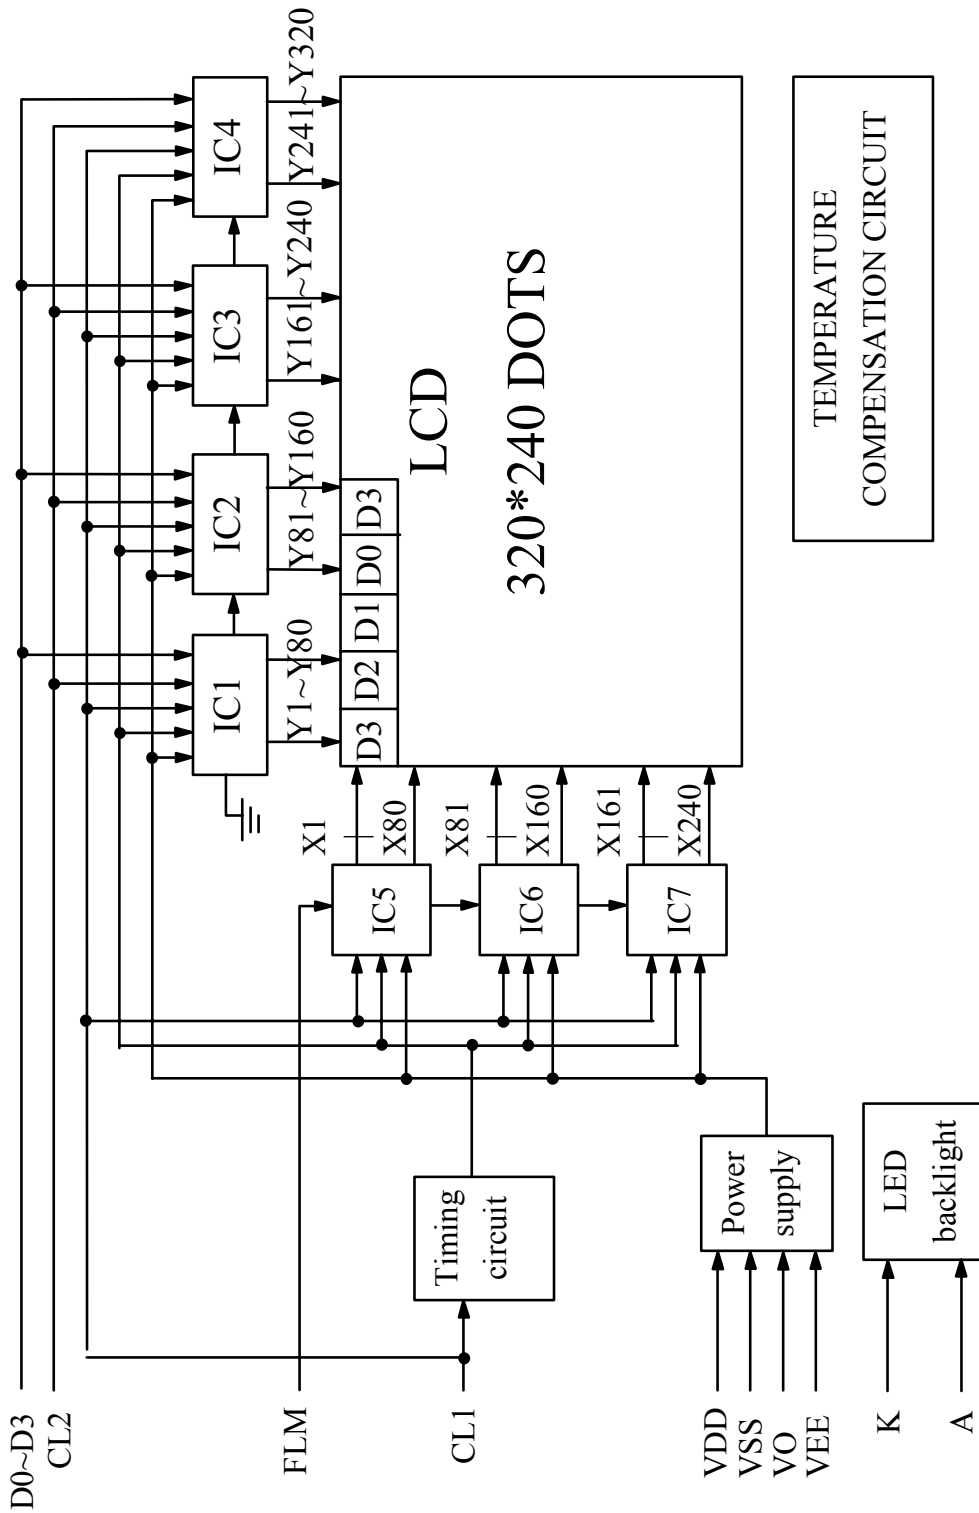 D0~D3
CL2
FLM
CL1
VDD
VSS
VO
VEE
K
A
Timing
circuit
Power
supply
LED
backlight
IC1
IC2
IC3
IC4
Y1~Y80
Y81~Y160
Y161~Y240
Y241~Y320
IC5
IC6
IC7
X1
X80
X81
X160
X161
X240
D3 D2 D1 D0 D3
LCD
320*240 DOTS
TEMPERATURE
COMPENSATION CIRCUIT